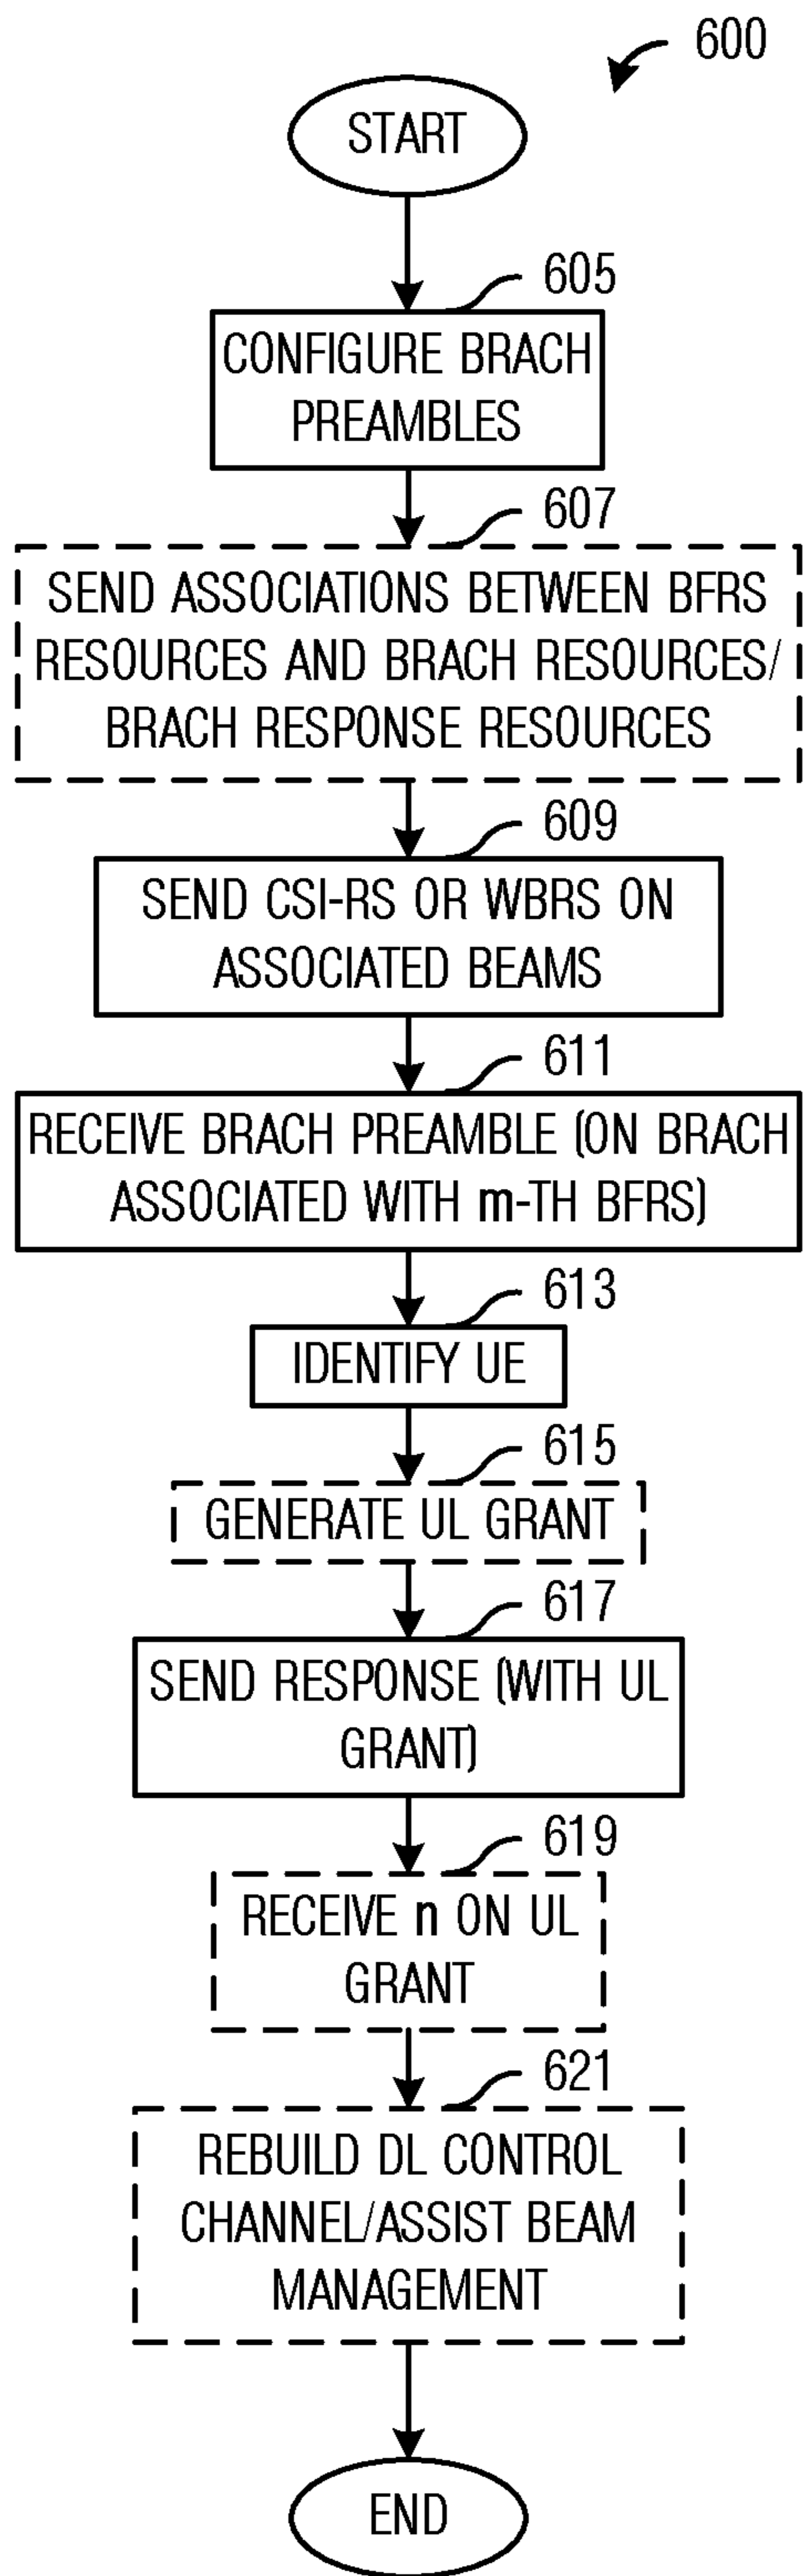 600
START
605
CONFIGURE BRACH
PREAMBLES
607
SEND ASSOCIATIONS BETWEEN BFRS
RESOURCES AND BRACH RESOURCES/
BRACH RESPONSE RESOURCES
609
SEND CSI-RS OR WBRS ON
ASSOCIATED BEAMS
611
RECEIVE BRACH PREAMBLE (ON BRACH
ASSOCIATED WITH m-TH BFRS)
613
IDENTIFY UE
615
GENERATE UL GRANT
617
SEND RESPONSE (WITH UL
GRANT)
619
RECEIVE n ON UL
GRANT
621
REBUILD DL CONTROL
CHANNEL/ASSIST BEAM
MANAGEMENT
END